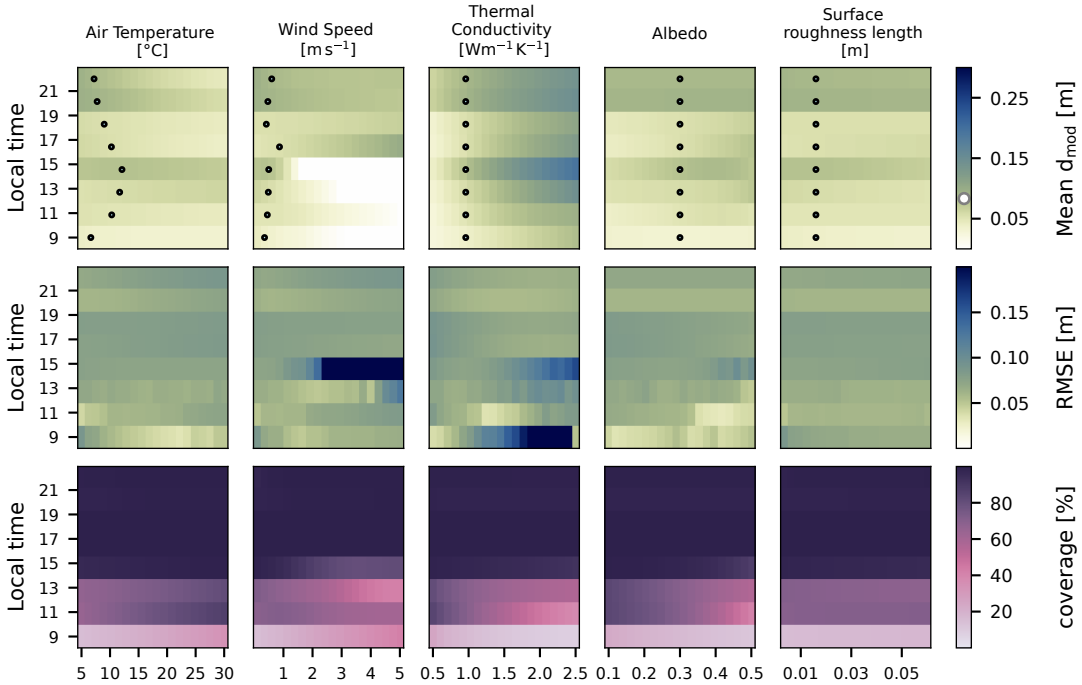 Air Temperature
[°C]
Wind Speed
[m s⁻¹]
Thermal
Conductivity
[Wm⁻¹ K⁻¹]
Albedo
Surface
roughness length
[m]
Local time
21
19
17
15
13
11
9
0.25
0.15
0.05
Mean d_mod [m]
Local time
21
19
17
15
13
11
9
0.15
0.10
0.05
RMSE [m]
Local time
21
19
17
15
13
11
9
80
60
40
20
coverage [%]
5 10 15 20 25 30
1 2 3 4 5
0.5 1.0 1.5 2.0 2.5
0.1 0.2 0.3 0.4 0.5
0.01 0.03 0.05